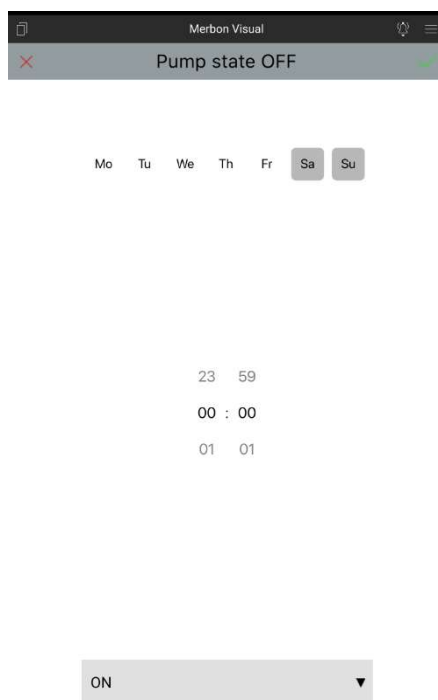 Merbon Visual
Pump state OFF
Mo Tu We Th Fr Sa Su
23 59
00 : 00
01 01
ON